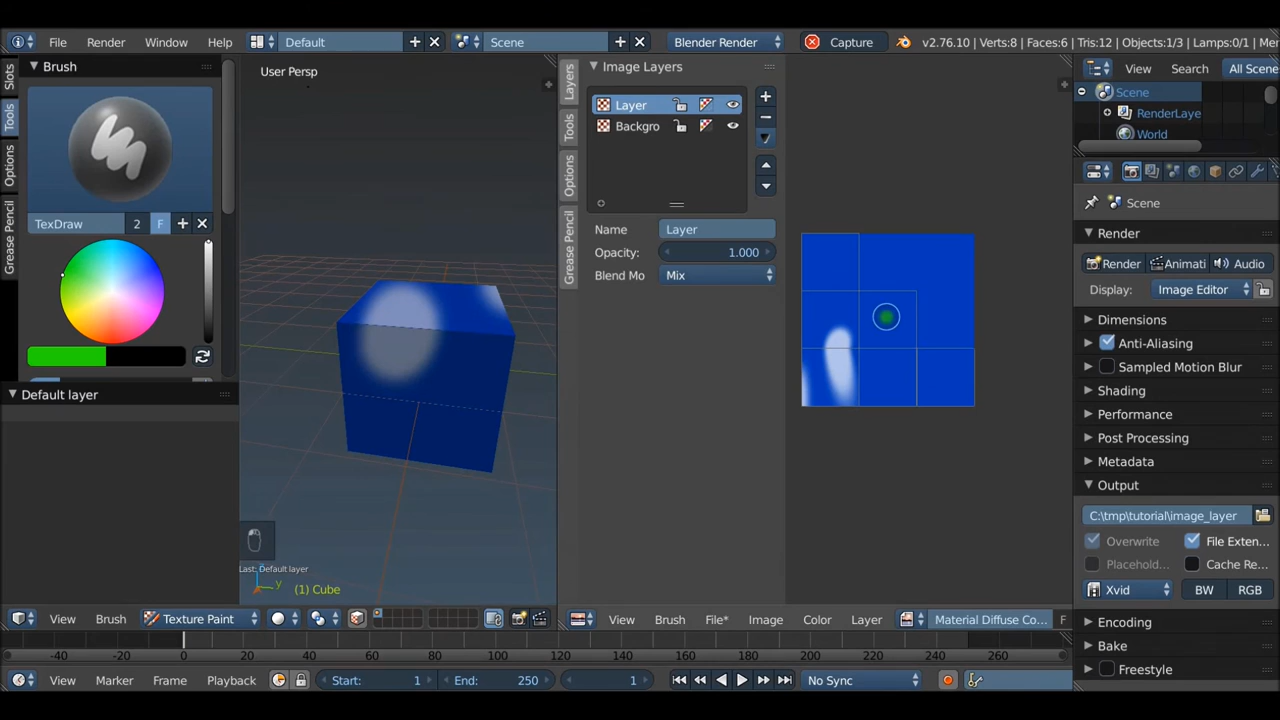 File Render Window Help Default Scene Blender Render Capture v2.76.10 | Verts:8 | Faces:6 | Tris:12 | Objects:1/3 | Lamps:0/1 | Mem
Slots
Tools
Options
Grease Pencil
Brush
TexDraw 2 F
Default layer
User Persp
Last: Default layer
y
(1) Cube
View Brush Texture Paint
Layers
Tools
Options
Grease Pencil
Image Layers
Layer
Backgro
Name Layer
Opacity: 1.000
Blend Mo Mix
View Brush File* Image Color Layer Material Diffuse Co... F
View Search All Scene
Scene
RenderLaye
World
Scene
Render
Render Animati Audio
Display: Image Editor
Dimensions
Anti-Aliasing
Sampled Motion Blur
Shading
Performance
Post Processing
Metadata
Output
C:\tmp\tutorial\image_layer
Overwrite File Exten...
Placehold... Cache Re...
Xvid BW RGB
Encoding
Bake
Freestyle
-40 -20 0 20 40 60 80 100 120 140 160 180 200 220 240 260
View Marker Frame Playback Start: 1 End: 250 1 No Sync